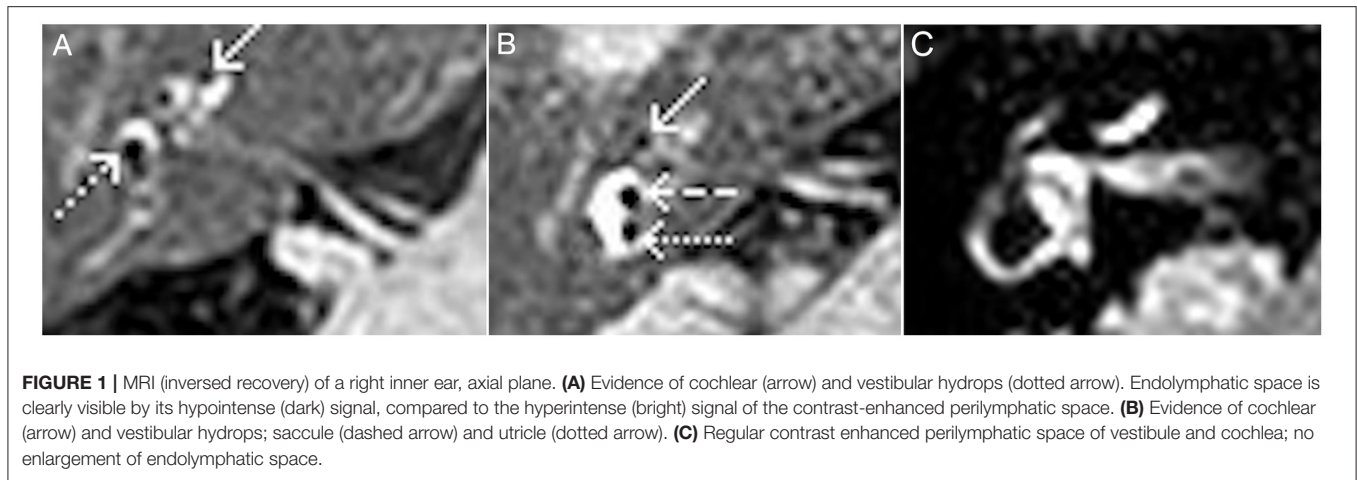 A
B
C
FIGURE 1 | MRI (inversed recovery) of a right inner ear, axial plane. (A) Evidence of cochlear (arrow) and vestibular hydrops (dotted arrow). Endolymphatic space is
clearly visible by its hypointense (dark) signal, compared to the hyperintense (bright) signal of the contrast-enhanced perilymphatic space. (B) Evidence of cochlear
(arrow) and vestibular hydrops; saccule (dashed arrow) and utricle (dotted arrow). (C) Regular contrast enhanced perilymphatic space of vestibule and cochlea; no
enlargement of endolymphatic space.